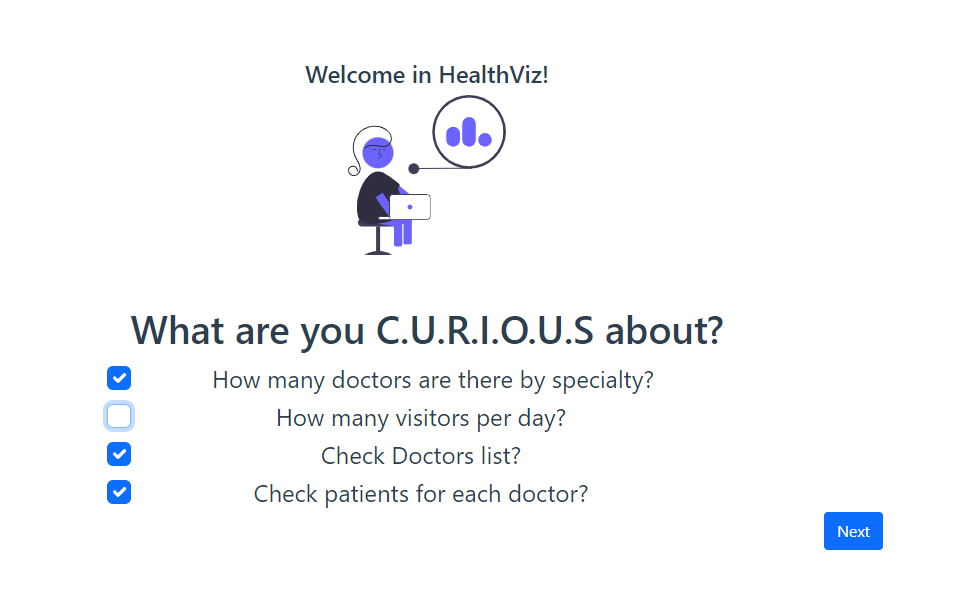 Welcome in HealthViz!
What are you C.U.R.I.O.U.S about?
How many doctors are there by specialty?
How many visitors per day?
Check Doctors list?
Check patients for each doctor?
Next